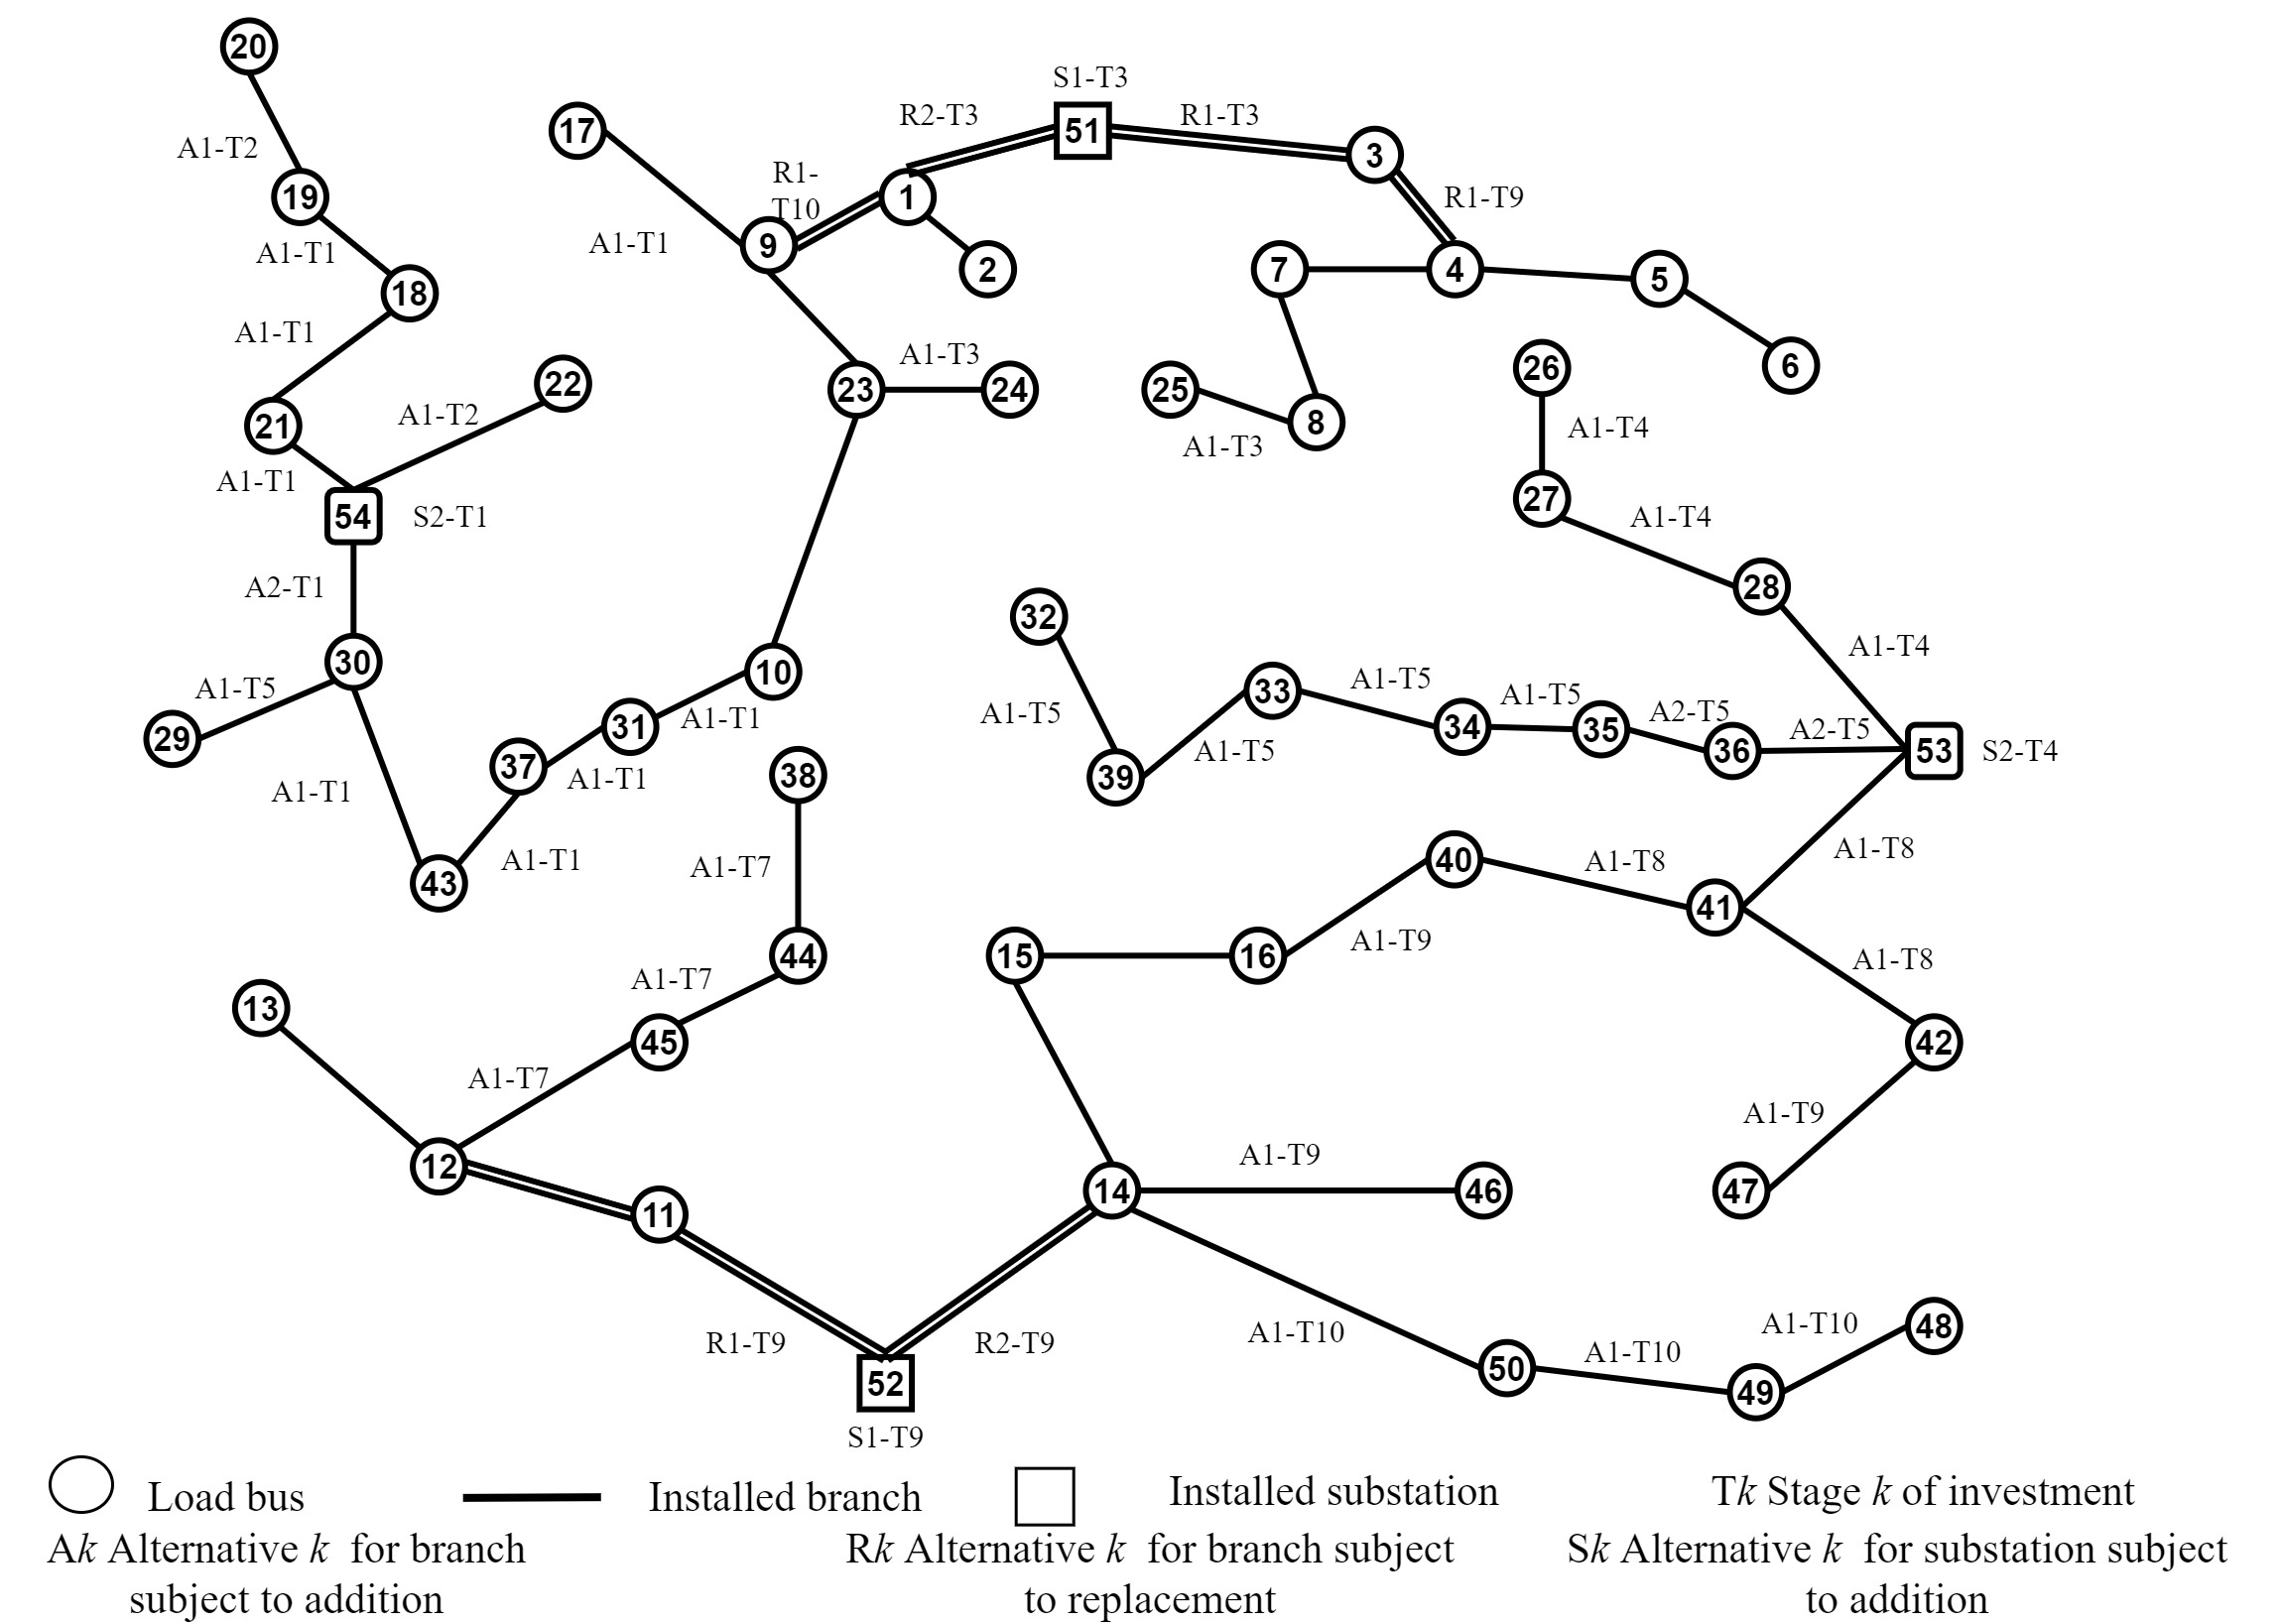 20
S1-T3
17
R2-T3
51
R1-T3
A1-T2
3
R1-
T10
19
1
R1-T9
A1-T1
A1-T1
9
2
7
4
5
18
A1-T1
A1-T3
6
22
23
24
25
26
A1-T2
21
8
A1-T4
A1-T3
A1-T1
27
54
S2-T1
A1-T4
A2-T1
28
32
A1-T4
30
10
33
A1-T5
A1-T5
A1-T5
A2-T5
29
31
A1-T1
A1-T5
34
35
36
A2-T5
53
S2-T4
37
A1-T1
38
39
A1-T5
A1-T1
A1-T1
43
A1-T7
40
A1-T8
A1-T8
41
A1-T9
44
15
16
A1-T8
A1-T7
13
45
42
A1-T7
A1-T9
12
A1-T9
14
46
47
11
A1-T10
48
R1-T9
R2-T9
A1-T10
A1-T10
50
49
52
S1-T9
Load bus
Installed branch
Installed substation
Tk Stage k of investment
Ak Alternative k for branch
subject to addition
Rk Alternative k for branch subject
to replacement
Sk Alternative k for substation subject
to addition